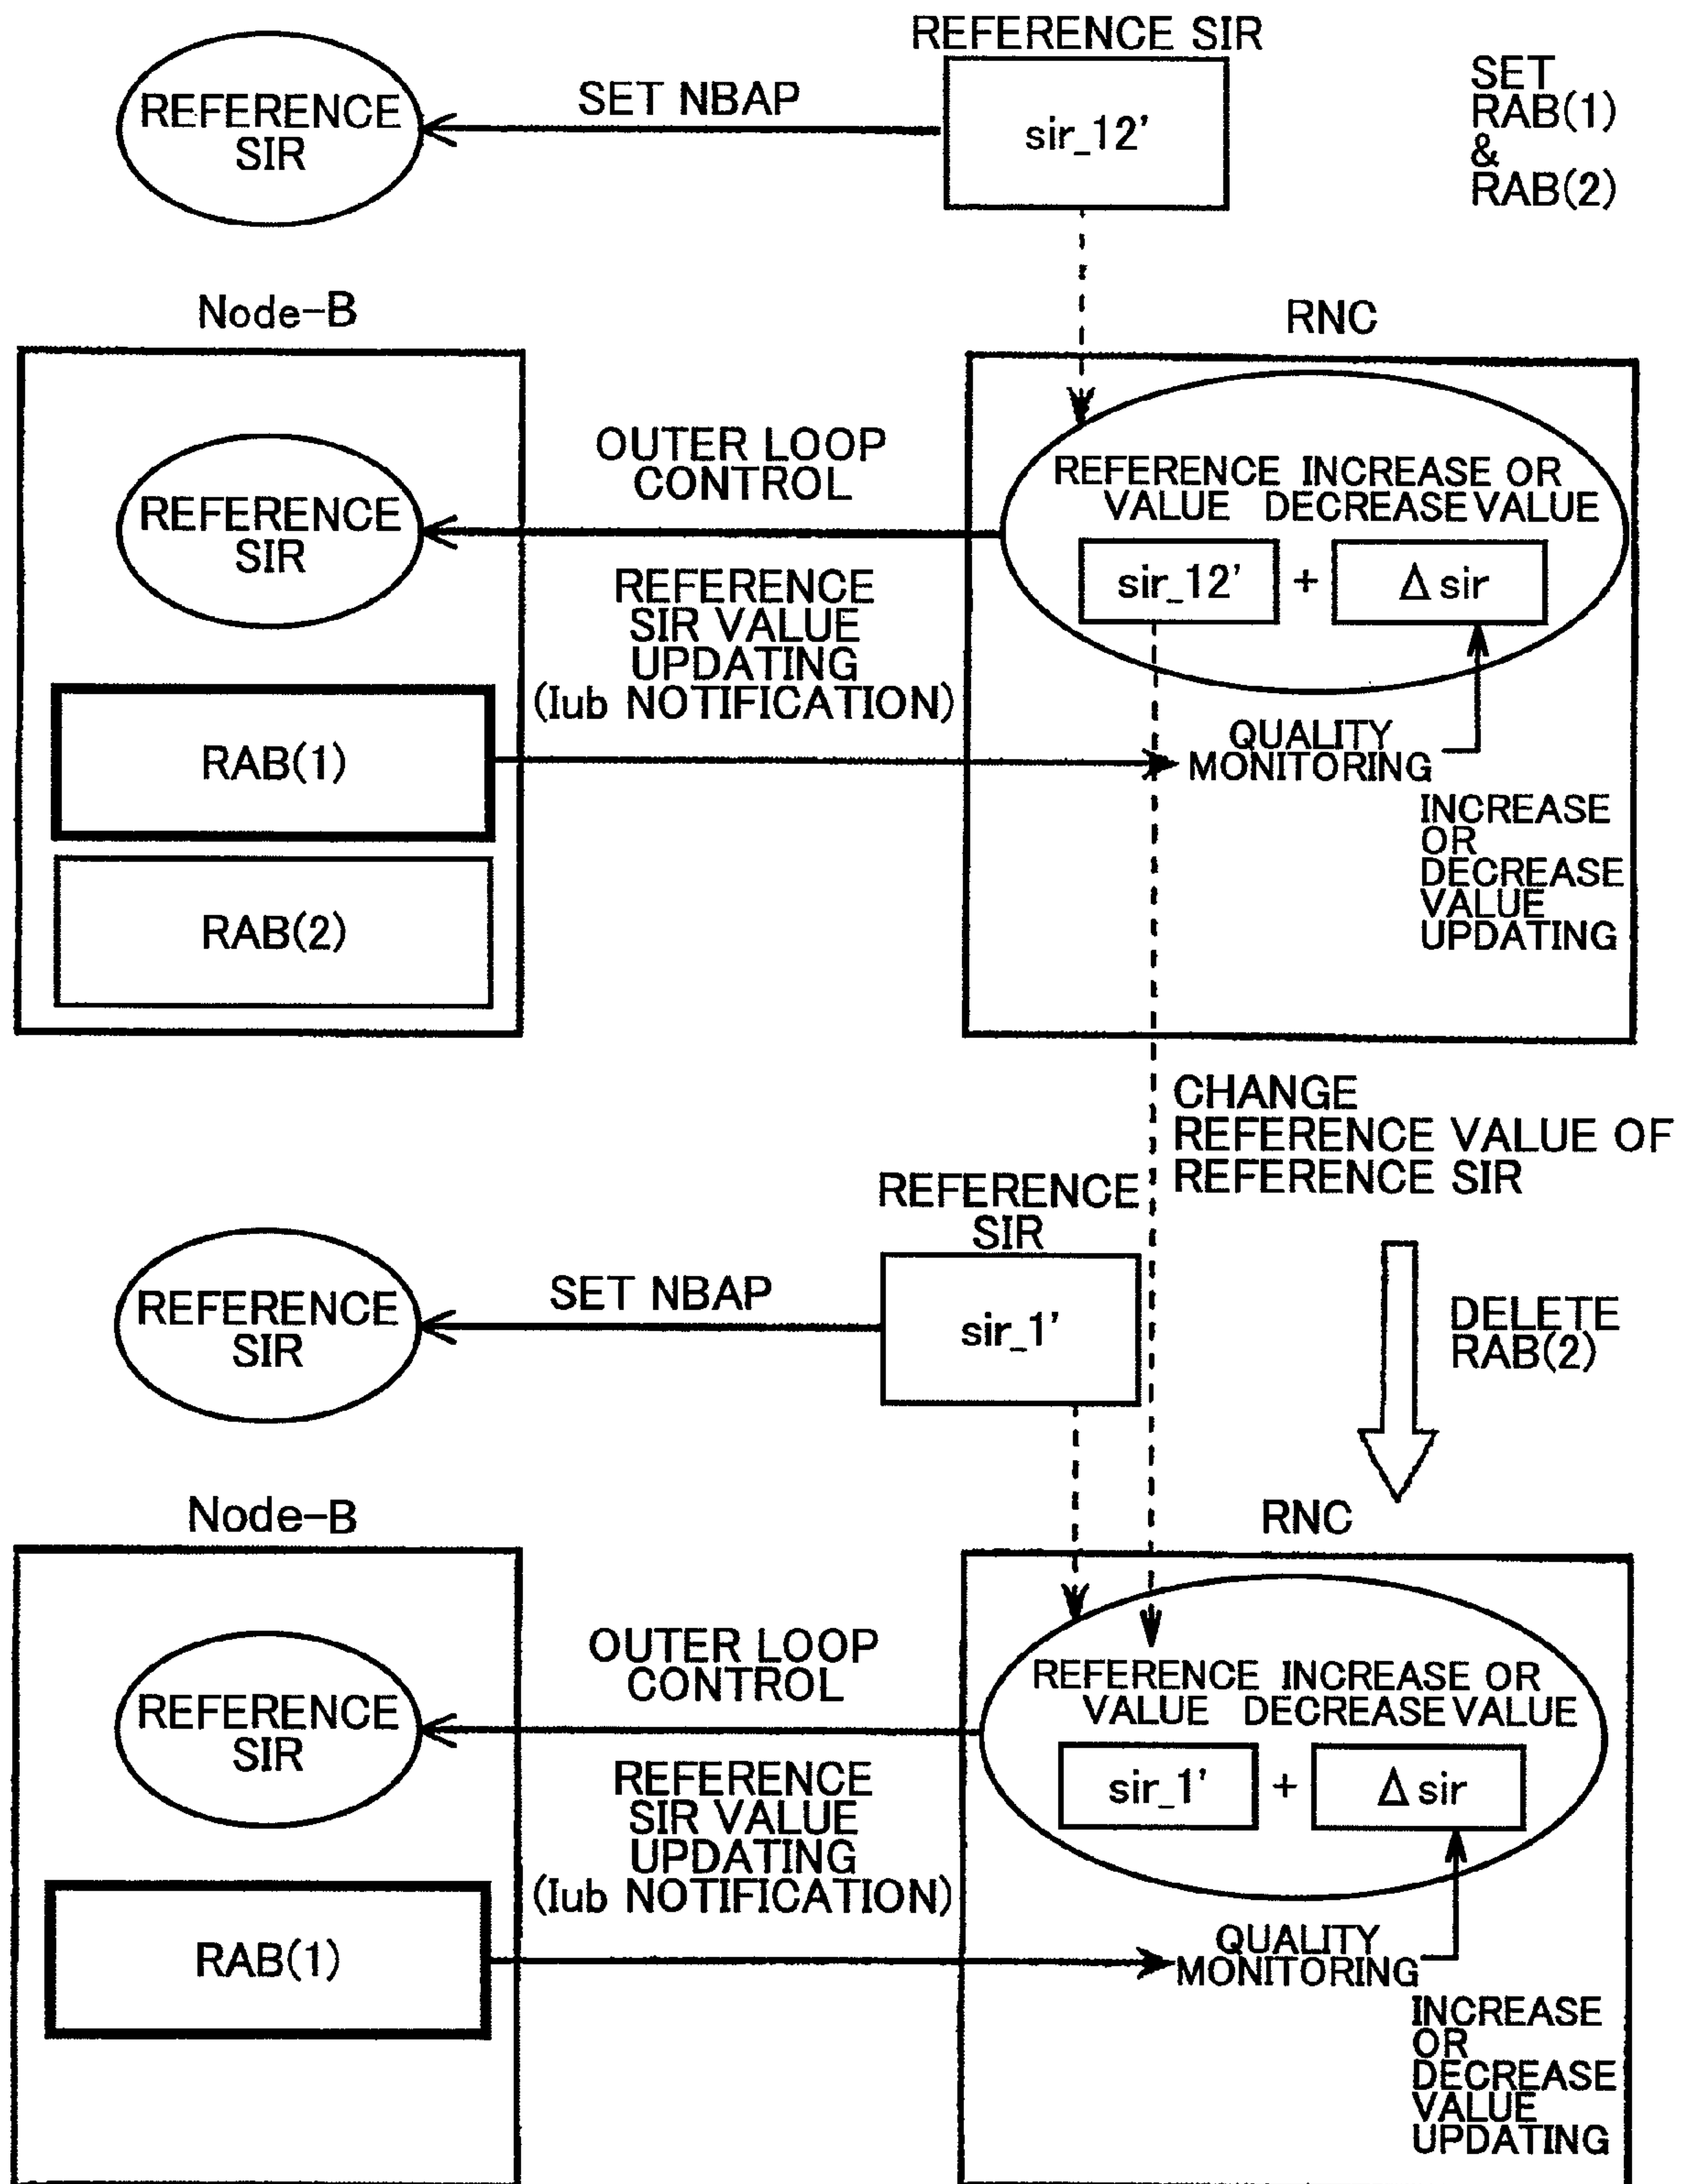 REFERENCE SIR
REFERENCE
SIR
SET NBAP
sir_12'
SET
RAB(1)
&
RAB(2)
Node-B
RNC
REFERENCE
SIR
OUTER LOOP
CONTROL
REFERENCE INCREASE OR
VALUE DECREASE VALUE
sir_12' + Δ sir
REFERENCE
SIR VALUE
UPDATING
(Iub NOTIFICATION)
RAB(1)
QUALITY
MONITORING
INCREASE
OR
DECREASE
VALUE
UPDATING
RAB(2)
CHANGE
REFERENCE VALUE OF
REFERENCE SIR
REFERENCE
SIR
REFERENCE
SIR
SET NBAP
sir_1'
DELETE
RAB(2)
Node-B
RNC
REFERENCE
SIR
OUTER LOOP
CONTROL
REFERENCE INCREASE OR
VALUE DECREASE VALUE
sir_1' + Δ sir
REFERENCE
SIR VALUE
UPDATING
(Iub NOTIFICATION)
RAB(1)
QUALITY
MONITORING
INCREASE
OR
DECREASE
VALUE
UPDATING